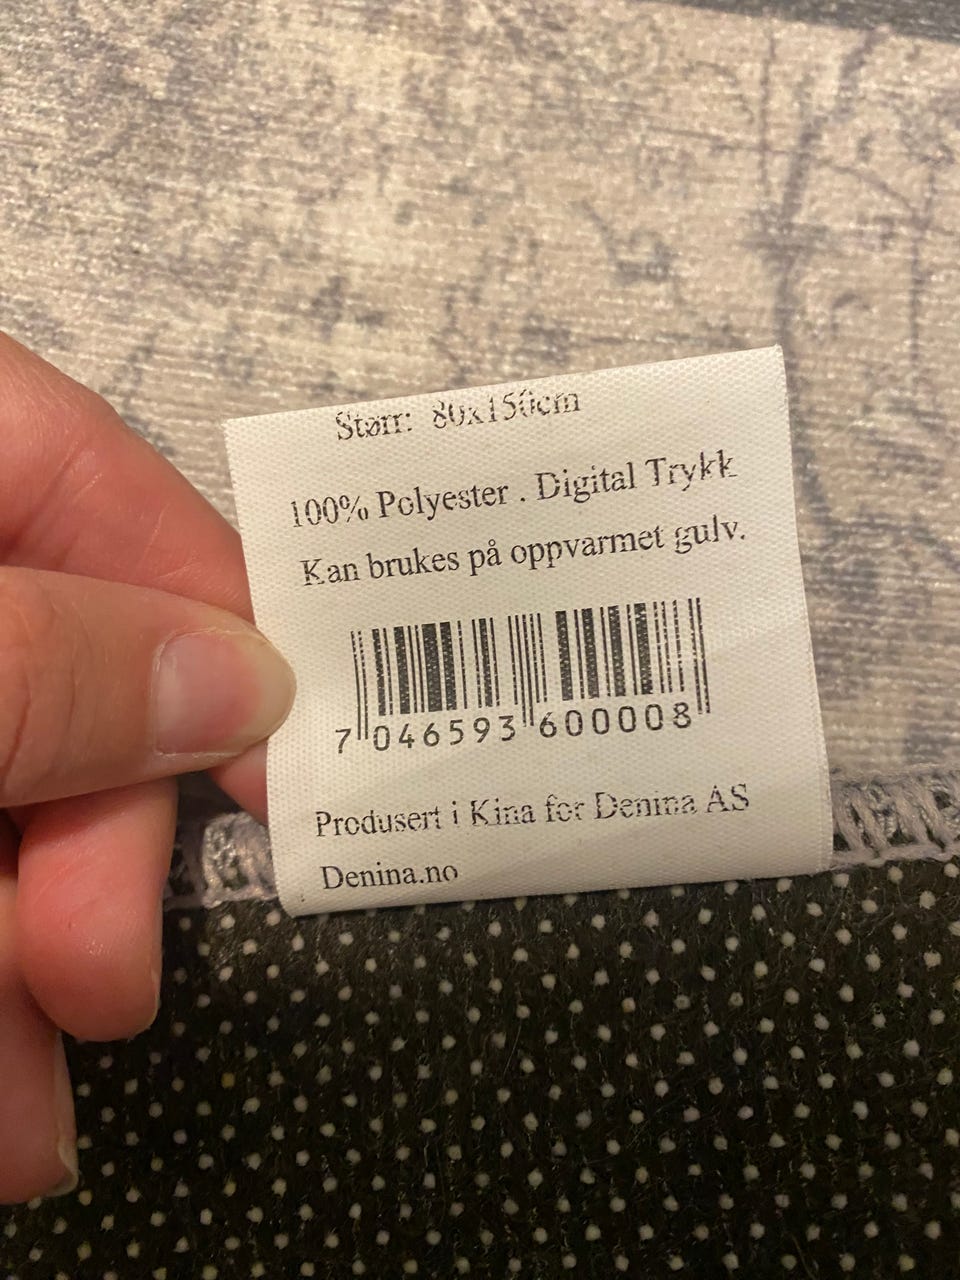 Størr: 80x150cm
100% Polyester . Digital Trykk
Kan brukes på oppvarmet gulv.
7 046593 600008
Produsert i Kina for Denina AS
Denina.no